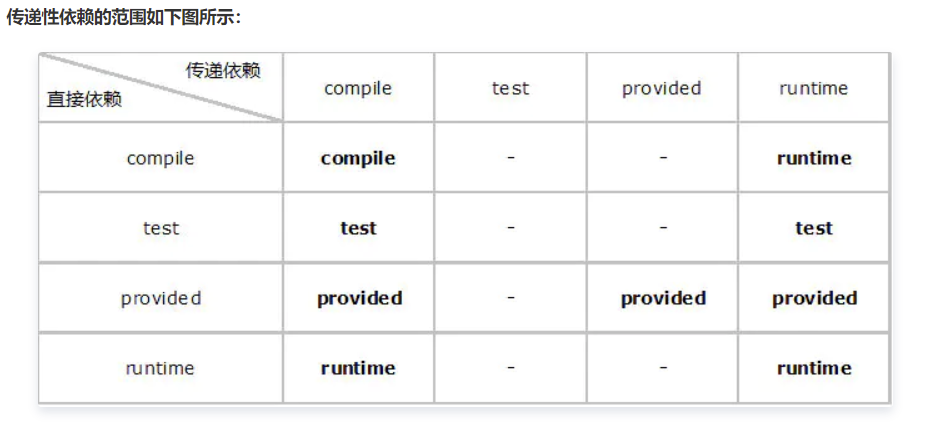 传递性依赖的范围如下图所示：
传递依赖
直接依赖
compile test provided runtime
compile compile - - runtime
test test - - test
provided provided - provided provided
runtime runtime - - runtime